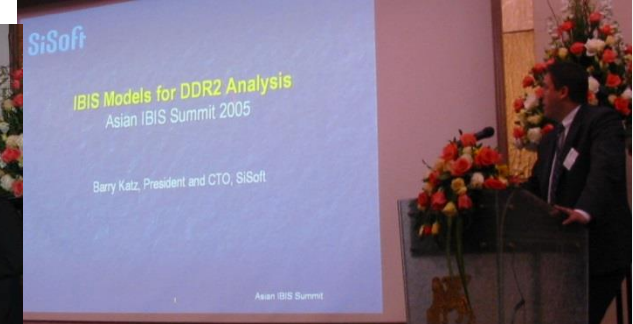 SiSoft
IBIS Models for DDR2 Analysis
Asian IBIS Summit 2005
Barry Katz, President and CTO, SiSoft
Asian IBIS Summit